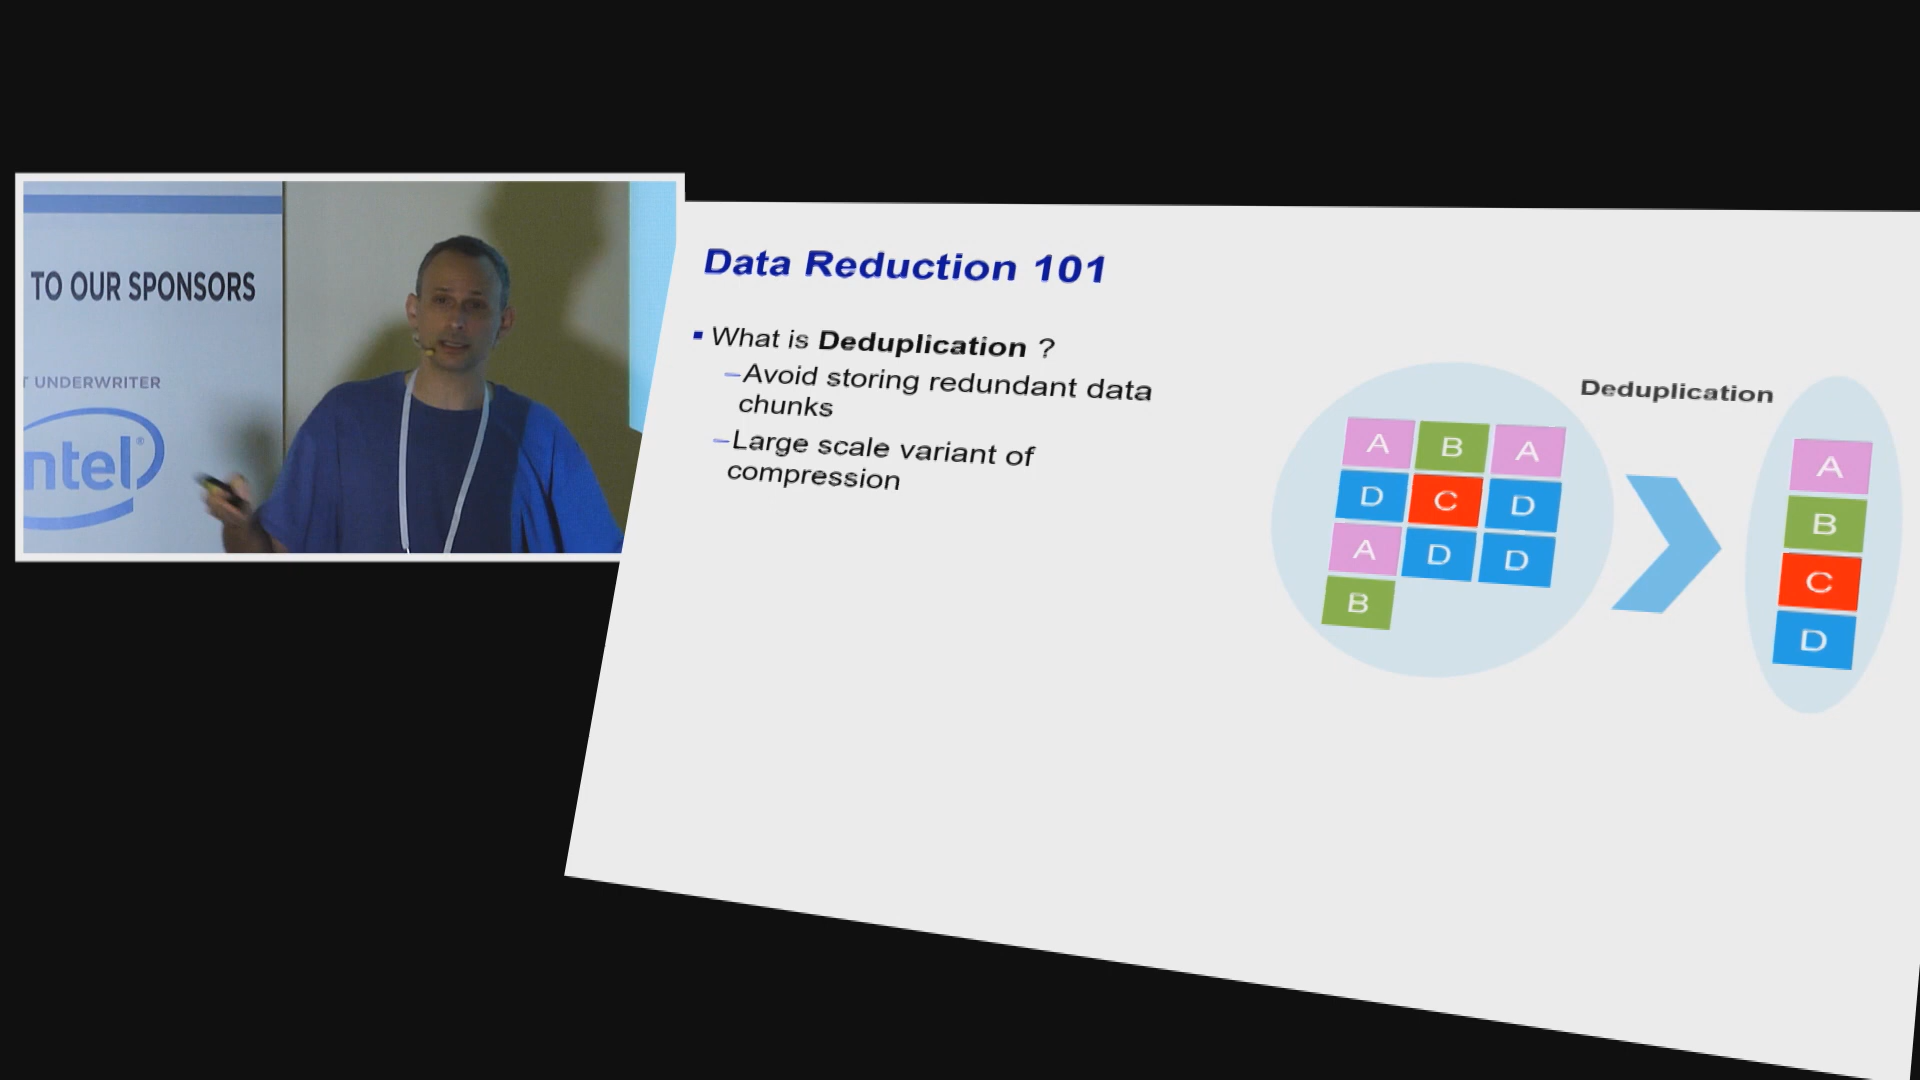 TO OUR SPONSORS
T UNDERWRITER
ntel®
Data Reduction 101
What is Deduplication ?
–Avoid storing redundant data
chunks
–Large scale variant of
compression
Deduplication
A B A
D C D
A D D
B
A
B
C
D